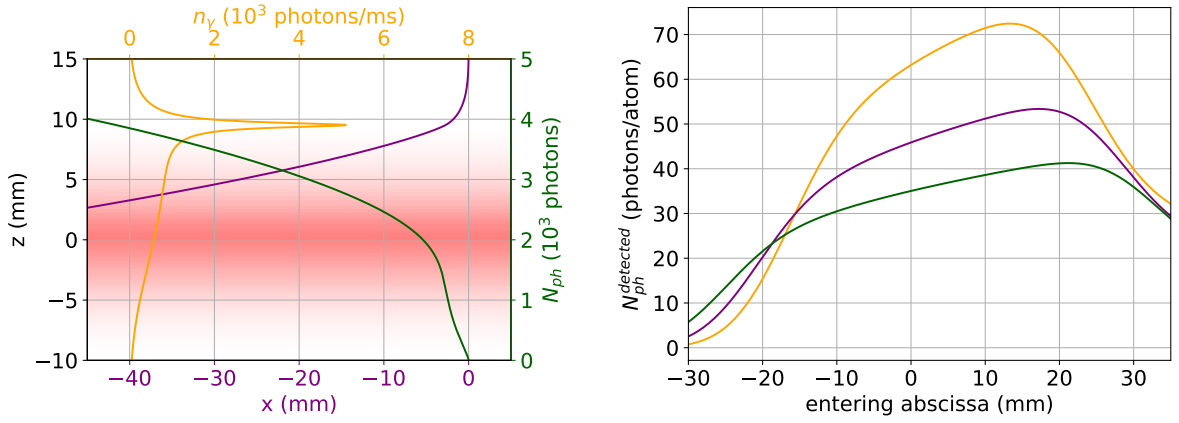 n_γ (10^3 photons/ms)
0 2 4 6 8
15
10
5
0
−5
−10
z (mm)
5
4
3
2
1
0
N_ph (10^3 photons)
−40 −30 −20 −10 0
x (mm)
70
60
50
40
30
20
10
0
N_ph^detected (photons/atom)
−30 −20 −10 0 10 20 30
entering abscissa (mm)